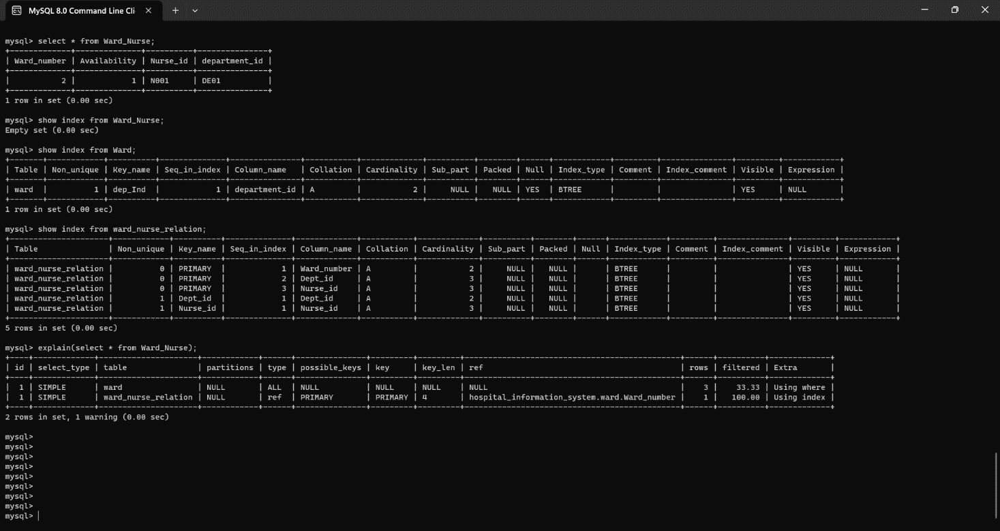 MySQL 8.0 Command Line Cli
mysql> select * from Ward_Nurse;
+-------------+--------------+----------+---------------+
| Ward_number | Availability | Nurse_id | department_id |
+-------------+--------------+----------+---------------+
|           2 |            1 | N001     | DE01          |
+-------------+--------------+----------+---------------+
1 row in set (0.00 sec)
mysql> show index from Ward_Nurse;
Empty set (0.00 sec)
mysql> show index from Ward;
+-------+------------+----------+--------------+---------------+-----------+-------------+----------+--------+------+------------+---------+---------------+---------+------------+
| Table | Non_unique | Key_name | Seq_in_index | Column_name   | Collation | Cardinality | Sub_part | Packed | Null | Index_type | Comment | Index_comment | Visible | Expression |
+-------+------------+----------+--------------+---------------+-----------+-------------+----------+--------+------+------------+---------+---------------+---------+------------+
| ward  |          1 | dep_Ind  |            1 | department_id | A         |           2 |     NULL |   NULL | YES  | BTREE      |         |               | YES     | NULL       |
+-------+------------+----------+--------------+---------------+-----------+-------------+----------+--------+------+------------+---------+---------------+---------+------------+
1 row in set (0.00 sec)
mysql> show index from ward_nurse_relation;
+---------------------+------------+----------+--------------+-------------+-----------+-------------+----------+--------+------+------------+---------+---------------+---------+------------+
| Table               | Non_unique | Key_name | Seq_in_index | Column_name | Collation | Cardinality | Sub_part | Packed | Null | Index_type | Comment | Index_comment | Visible | Expression |
+---------------------+------------+----------+--------------+-------------+-----------+-------------+----------+--------+------+------------+---------+---------------+---------+------------+
| ward_nurse_relation |          0 | PRIMARY  |            1 | Ward_number | A         |           2 |     NULL |   NULL |      | BTREE      |         |               | YES     | NULL       |
| ward_nurse_relation |          0 | PRIMARY  |            2 | Dept_id     | A         |           3 |     NULL |   NULL |      | BTREE      |         |               | YES     | NULL       |
| ward_nurse_relation |          0 | PRIMARY  |            3 | Nurse_id    | A         |           3 |     NULL |   NULL |      | BTREE      |         |               | YES     | NULL       |
| ward_nurse_relation |          1 | Dept_id  |            1 | Dept_id     | A         |           2 |     NULL |   NULL |      | BTREE      |         |               | YES     | NULL       |
| ward_nurse_relation |          1 | Nurse_id |            1 | Nurse_id    | A         |           3 |     NULL |   NULL |      | BTREE      |         |               | YES     | NULL       |
+---------------------+------------+----------+--------------+-------------+-----------+-------------+----------+--------+------+------------+---------+---------------+---------+------------+
5 rows in set (0.00 sec)
mysql> explain(select * from Ward_Nurse);
+----+-------------+---------------------+------------+------+---------------+---------+---------+----------------------------------------------+------+----------+-------------+
| id | select_type | table               | partitions | type | possible_keys | key     | key_len | ref                                          | rows | filtered | Extra       |
+----+-------------+---------------------+------------+------+---------------+---------+---------+----------------------------------------------+------+----------+-------------+
|  1 | SIMPLE      | ward                | NULL       | ALL  | NULL          | NULL    | NULL    | NULL                                         |    3 |    33.33 | Using where |
|  1 | SIMPLE      | ward_nurse_relation | NULL       | ref  | PRIMARY       | PRIMARY | 4       | hospital_information_system.ward.Ward_number |    1 |   100.00 | Using index |
+----+-------------+---------------------+------------+------+---------------+---------+---------+----------------------------------------------+------+----------+-------------+
2 rows in set, 1 warning (0.00 sec)
mysql>
mysql>
mysql>
mysql>
mysql>
mysql>
mysql>
mysql>
mysql>